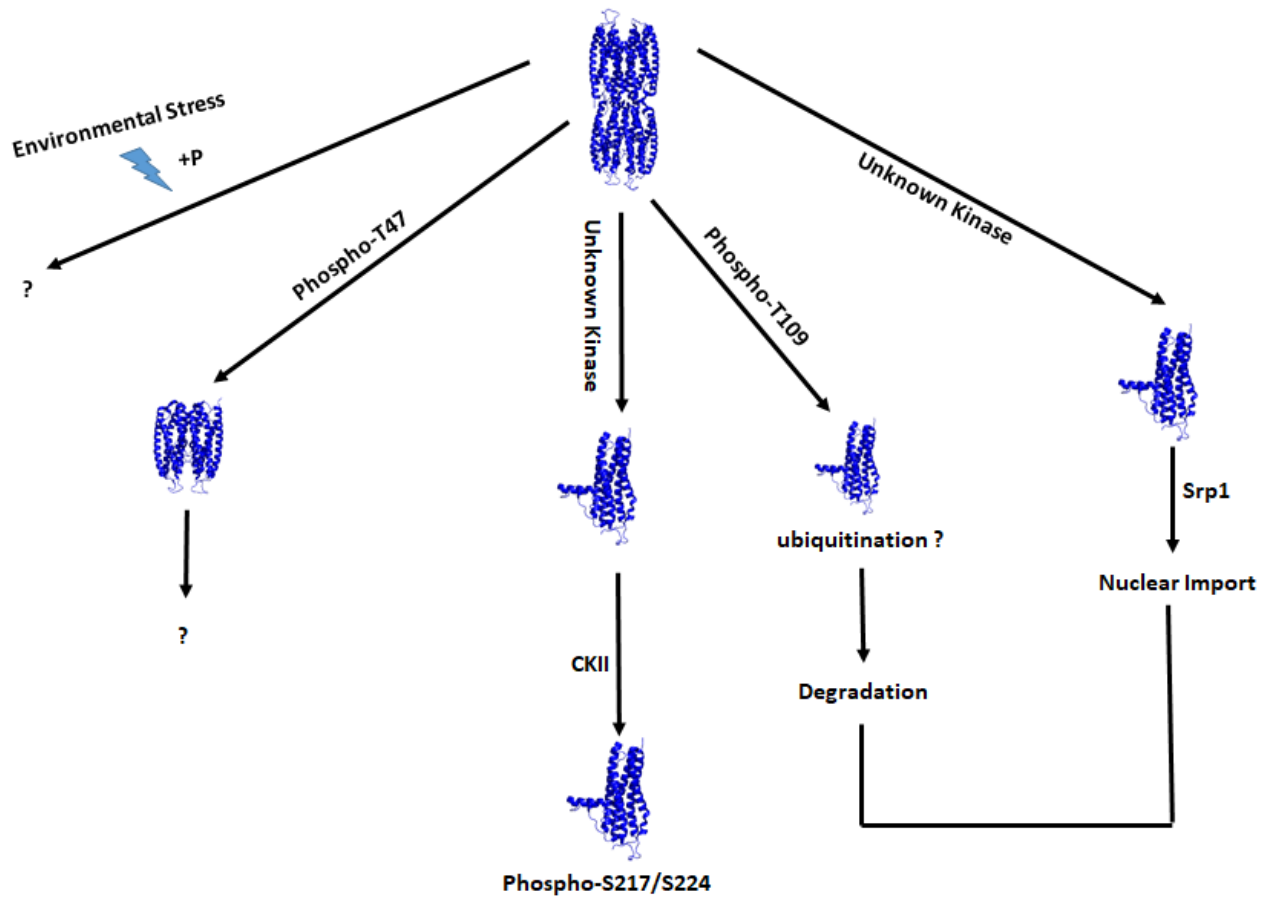 Environmental Stress
+P
?
Phospho-T47
?
Unknown Kinase
CKII
Phospho-S217/S224
Phospho-T109
ubiquitination ?
Degradation
Unknown Kinase
Srp1
Nuclear Import